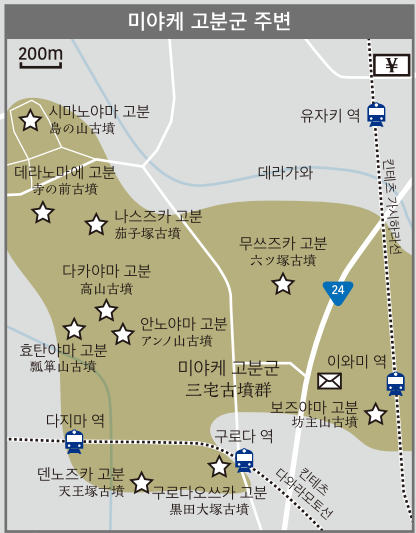 미야케 고분군 주변
200m
¥
시마노야마 고분
島の山古墳
유자키 역
데라노마에 고분
寺の前古墳
데라가와
킨테츠 가시하라선
나스즈카 고분
茄子塚古墳
무쓰즈카 고분
六ツ塚古墳
다카야마 고분
高山古墳
24
안노야마 고분
アンノ山古墳
효탄야마 고분
瓢箪山古墳
미야케 고분군
三宅古墳群
이와미 역
보즈야마 고분
坊主山古墳
다지마 역
구로다 역
덴노즈카 고분
天王塚古墳
구로다오쓰카 고분
黒田大塚古墳
킨테츠
다와라모토선